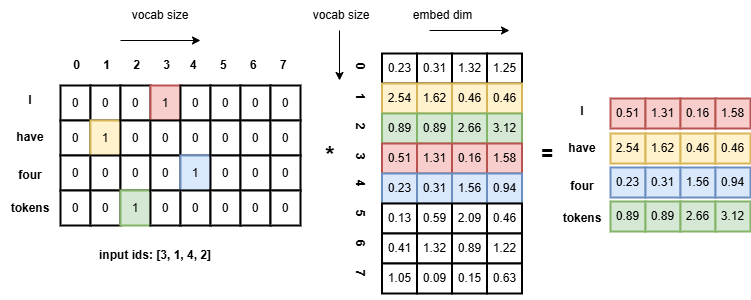 vocab size
vocab size
embed dim
0 1 2 3 4 5 6 7
I 0 0 0 1 0 0 0 0
have 0 1 0 0 0 0 0 0
four 0 0 0 0 1 0 0 0
tokens 0 0 1 0 0 0 0 0
input ids: [3, 1, 4, 2]
*
0 0.23 0.31 1.32 1.25
1 2.54 1.62 0.46 0.46
2 0.89 0.89 2.66 3.12
3 0.51 1.31 0.16 1.58
4 0.23 0.31 1.56 0.94
5 0.13 0.59 2.09 0.46
6 0.41 1.32 0.89 1.22
7 1.05 0.09 0.15 0.63
=
I 0.51 1.31 0.16 1.58
have 2.54 1.62 0.46 0.46
four 0.23 0.31 1.56 0.94
tokens 0.89 0.89 2.66 3.12